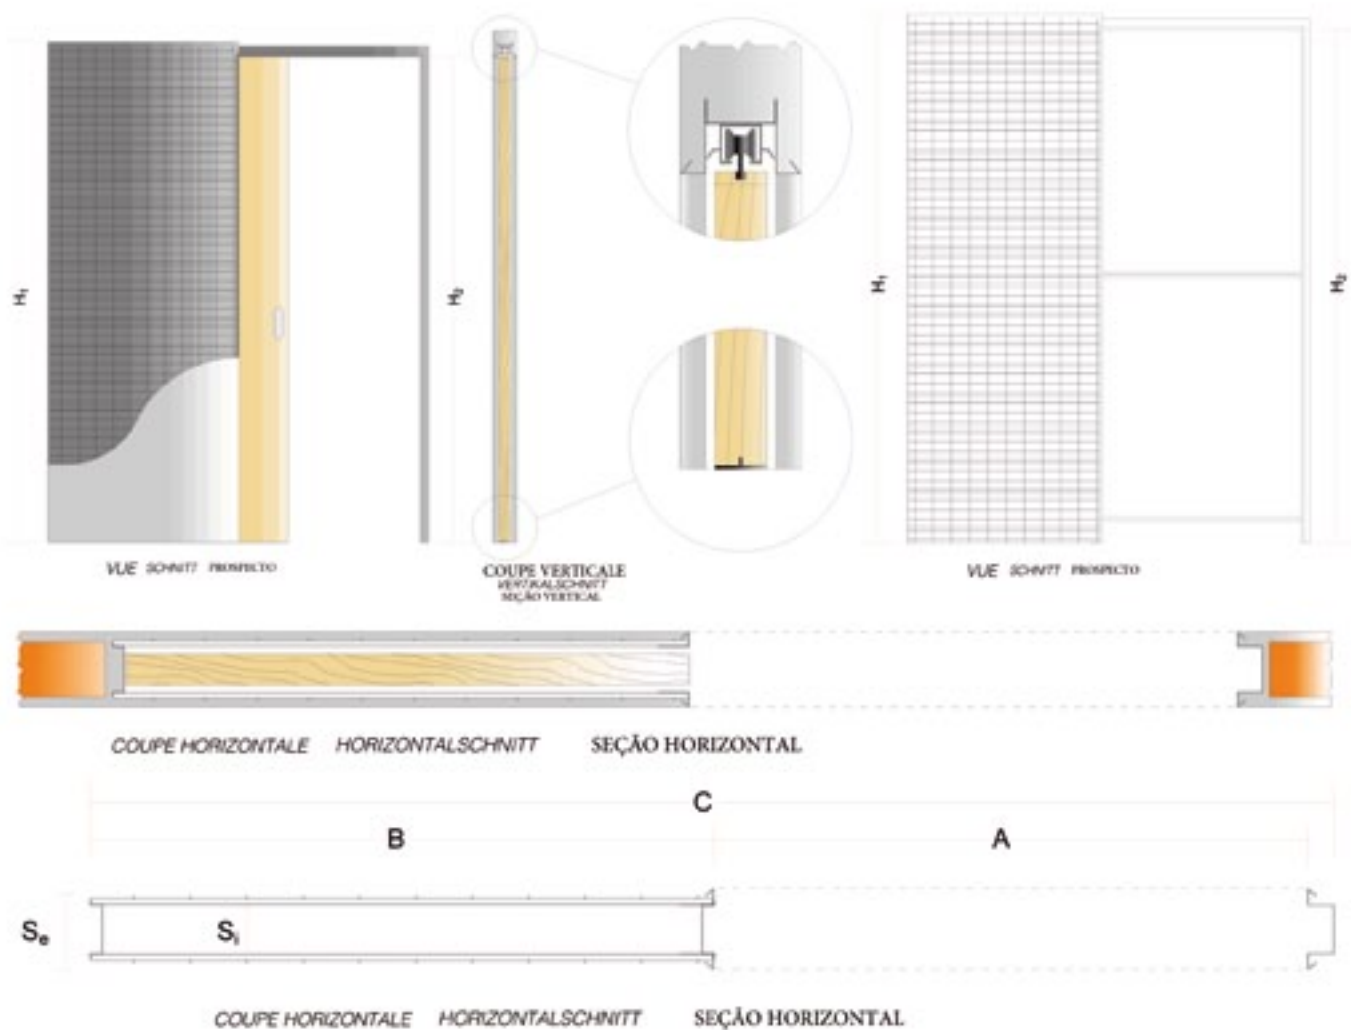 H₁
H₂
H₁
H₂
VUE SCHNITT PROSPECTO
COUPE VERTICALE
VERTIKALSCHNITT
SEÇÃO VERTICAL
VUE SCHNITT PROSPECTO
COUPE HORIZONTALE HORIZONTALSCHNITT SEÇÃO HORIZONTAL
C
B A
Sₑ Sᵢ
COUPE HORIZONTALE HORIZONTALSCHNITT SEÇÃO HORIZONTAL